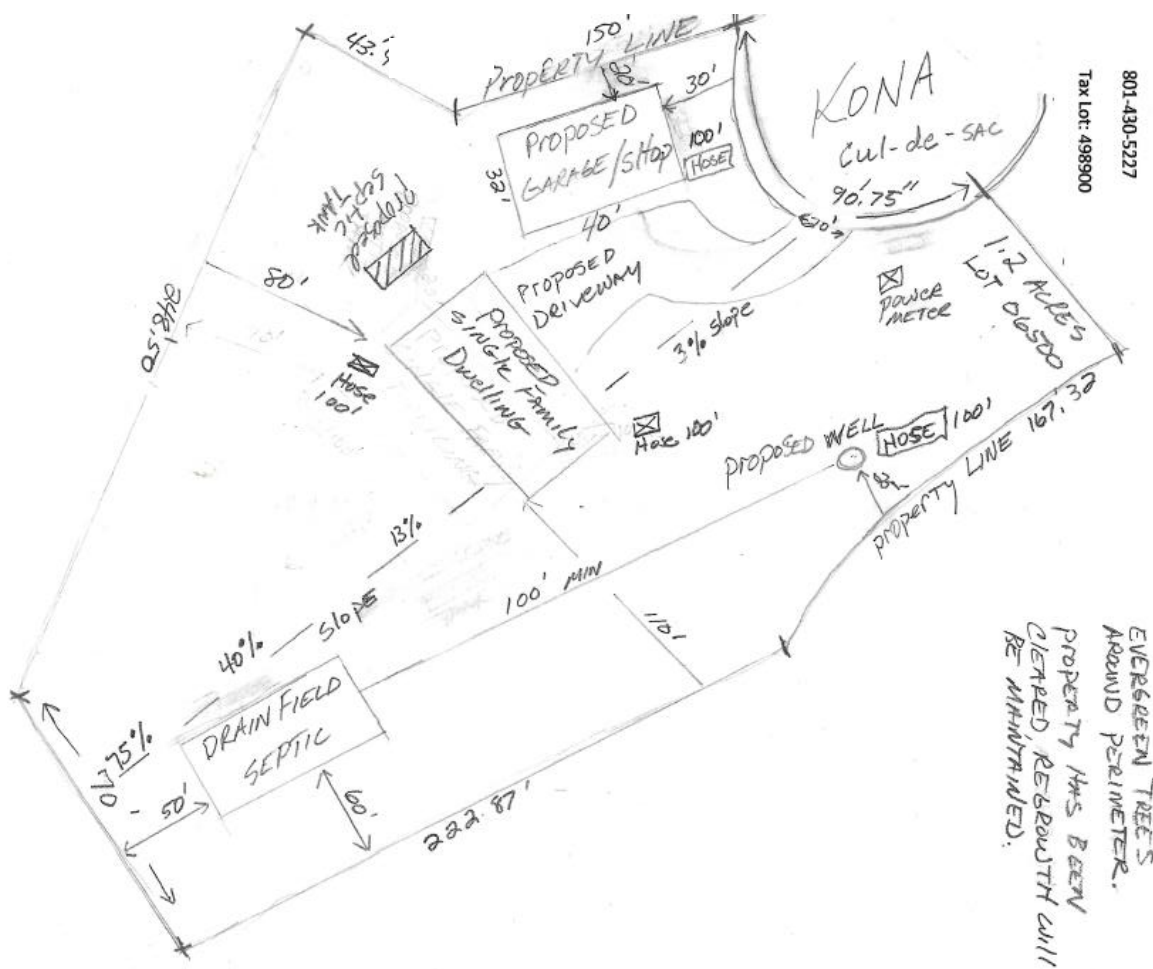 801-430-5227
Tax Lot: 498900
43.'5
150'
PROPERTY LINE
30'
KONA
Cul-de-SAC
90.'75"
PROPOSED
GARAGE/SHOP
32'
40'
100'
HOSE
proposed
SEPTIC
TANK
80'
248.'50
PROPOSED
DRIVEWAY
3% Slope
POWER
METER
1.2 ACRES
LOT 06500
PROPOSED
SINGLE FAMILY
Dwelling
Hose
100'
Hose 100'
proposed WELL
HOSE 100'
property LINE 167.32
13%
Slope
40%
75%
100' MIN
110'
DRAIN FIELD
SEPTIC
50'
60'
222.87'
EVERGREEN TREES
AROUND PERIMETER.
PROPERTY HAS BEEN
CLEARED, REGROWTH WILL
BE MAINTAINED.